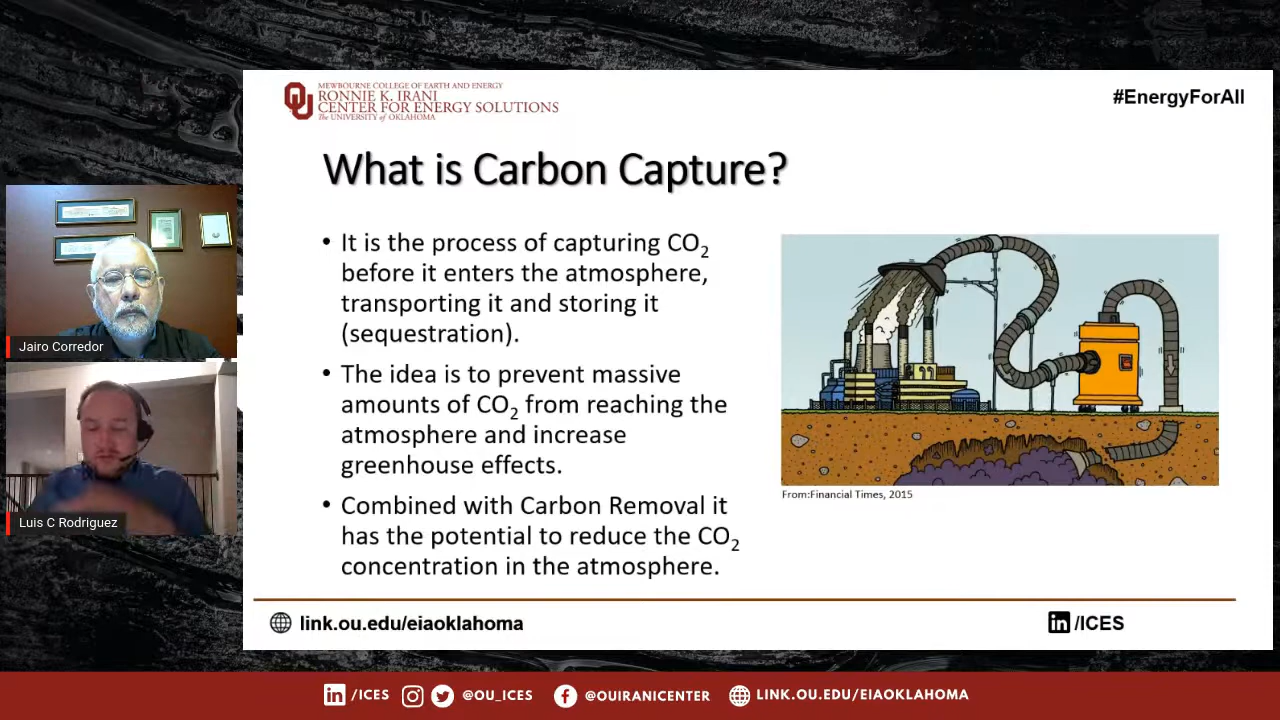 MEWBOURNE COLLEGE OF EARTH AND ENERGY
RONNIE K. IRANI
CENTER FOR ENERGY SOLUTIONS
The UNIVERSITY of OKLAHOMA
#EnergyForAll
What is Carbon Capture?
• It is the process of capturing CO₂
before it enters the atmosphere,
transporting it and storing it
(sequestration).
• The idea is to prevent massive
amounts of CO₂ from reaching the
atmosphere and increase
greenhouse effects.
• Combined with Carbon Removal it
has the potential to reduce the CO₂
concentration in the atmosphere.
From:Financial Times, 2015
Jairo Corredor
Luis C Rodriguez
link.ou.edu/eiaoklahoma
in /ICES
in /ICES
@OU_ICES
@OUIRANICENTER
LINK.OU.EDU/EIAOKLAHOMA